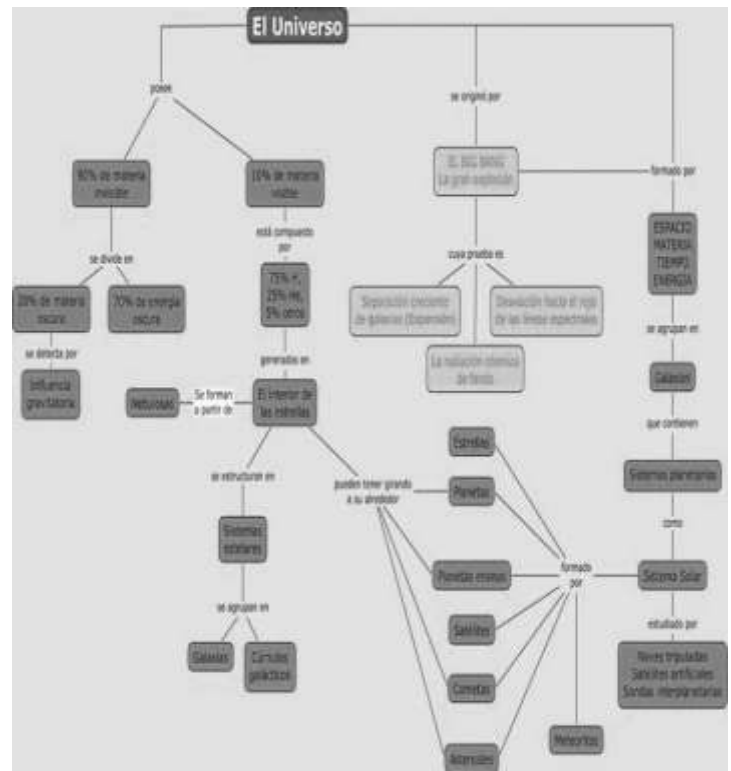 El Universo
posee
se originó por
90% de materia
invisible
10% de materia
visible
EL BIG BANG
La gran explosión
formado por
está compuesto
por
ESPACIO
MATERIA
TIEMPO
ENERGÍA
se divide en
cuya prueba es
75% H,
25% He,
5% otros
20% de materia
oscura
70% de energía
oscura
Separación creciente
de galaxias (Expansión)
Desviación hacia el rojo
de las líneas espectrales
se agrupan en
se detecta por
generados en
La radiación cósmica
de fondo
Galaxias
Influencia
gravitatoria
Nebulosas
Se forman
a partir de
El interior de
las estrellas
que contienen
Estrellas
se estructuran en
pueden tener girando
a su alrededor
Planetas
Sistemas planetarios
como
Sistemas
estelares
Planetas enanos
formado
por
Sistema Solar
se agrupan en
Satélites
estudiado por
Galaxias
Cúmulos
galácticos
Cometas
Naves tripuladas
Satélites artificiales
Sondas interplanetarias
Meteoritos
Asteroides